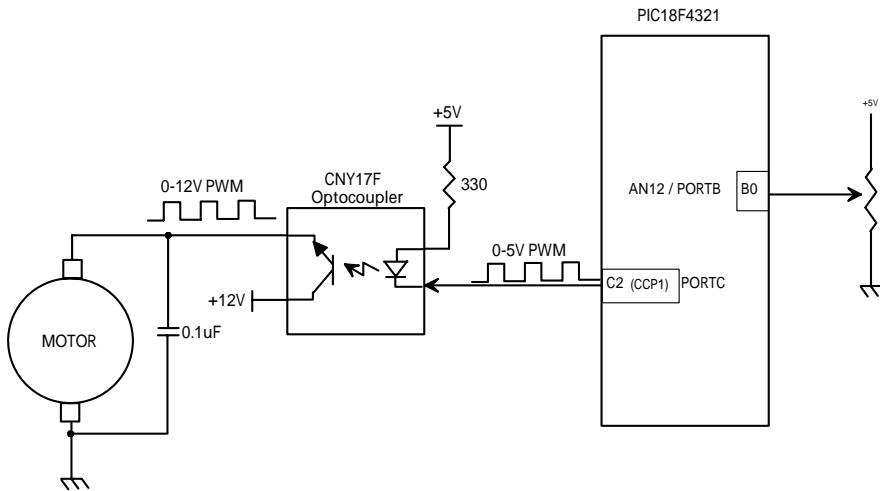 PIC18F4321
+5V
+5V
CNY17F
Optocoupler
330
0-12V PWM
AN12 / PORTB
B0
0-5V PWM
C2 (CCP1) PORTC
+12V
0.1uF
MOTOR